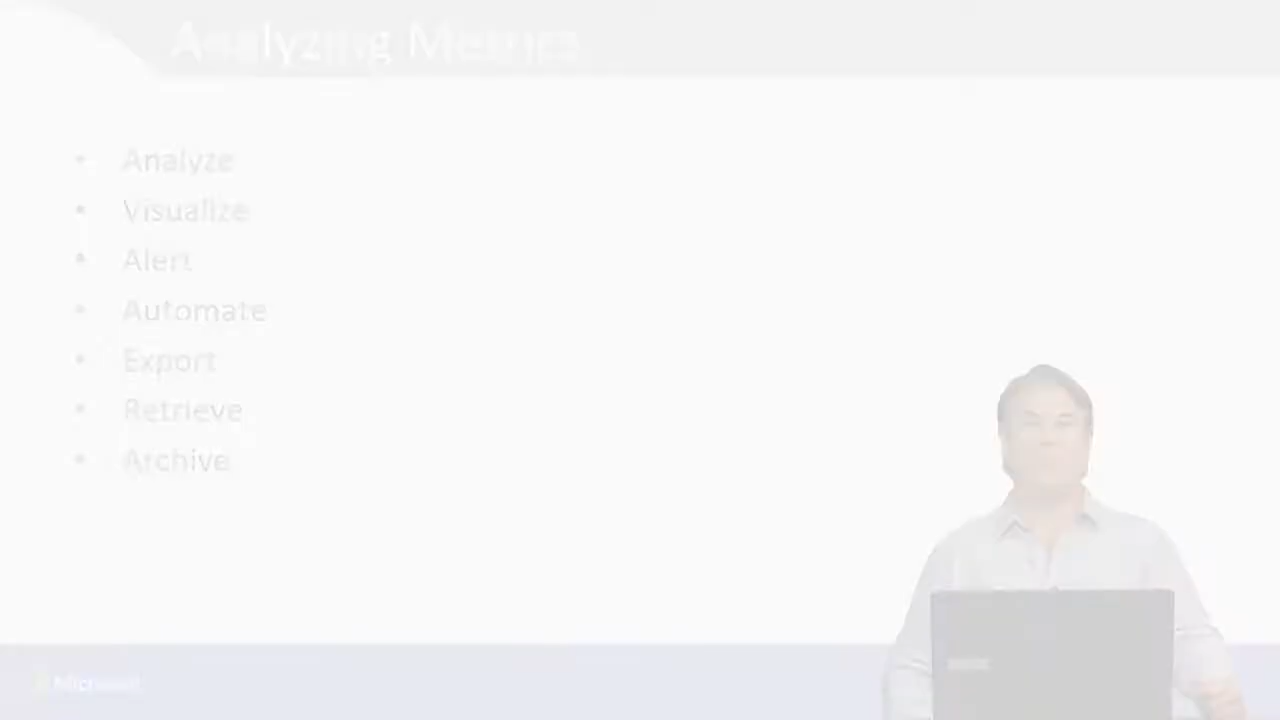 Analyzing Metrics
• Analyze
• Visualize
• Alert
• Automate
• Export
• Retrieve
• Archive
Microsoft